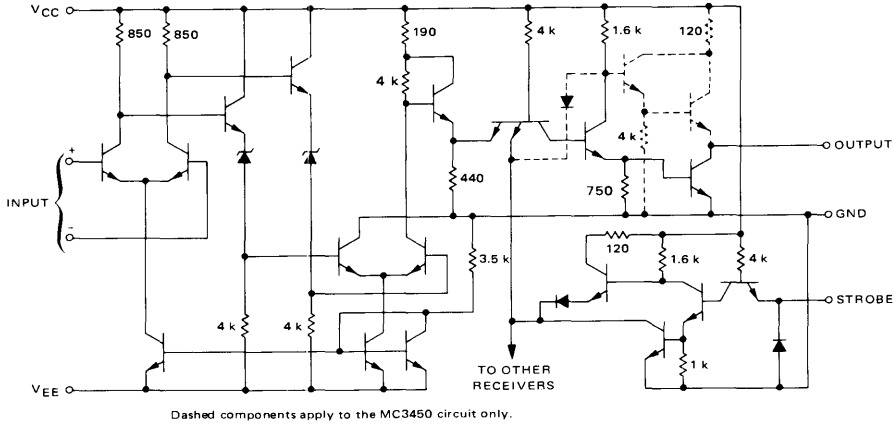 VCC
850
850
190
4 k
1.6 k
120
4 k
4 k
+
OUTPUT
INPUT
440
750
−
GND
120
3.5 k
1.6 k
4 k
STROBE
4 k
4 k
1 k
TO OTHER
RECEIVERS
VEE
Dashed components apply to the MC3450 circuit only.